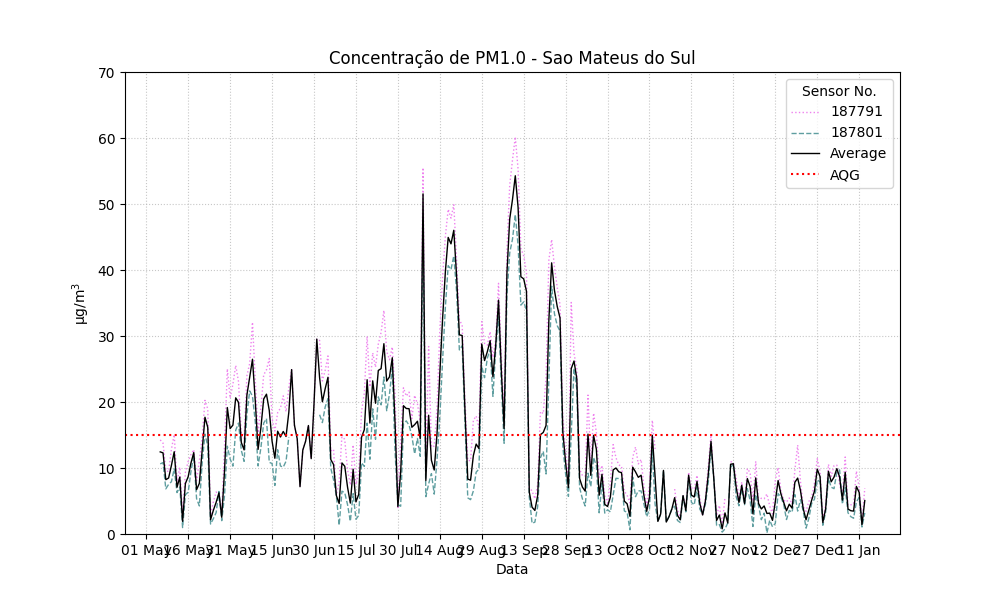 Concentração de PM1.0 - Sao Mateus do Sul
70
60
50
40
30
20
10
0
µg/m³
Sensor No.
187791
187801
Average
AQG
01 May 16 May 31 May 15 Jun 30 Jun 15 Jul 30 Jul 14 Aug 29 Aug 13 Sep 28 Sep 13 Oct 28 Oct 12 Nov 27 Nov 12 Dec 27 Dec 11 Jan
Data